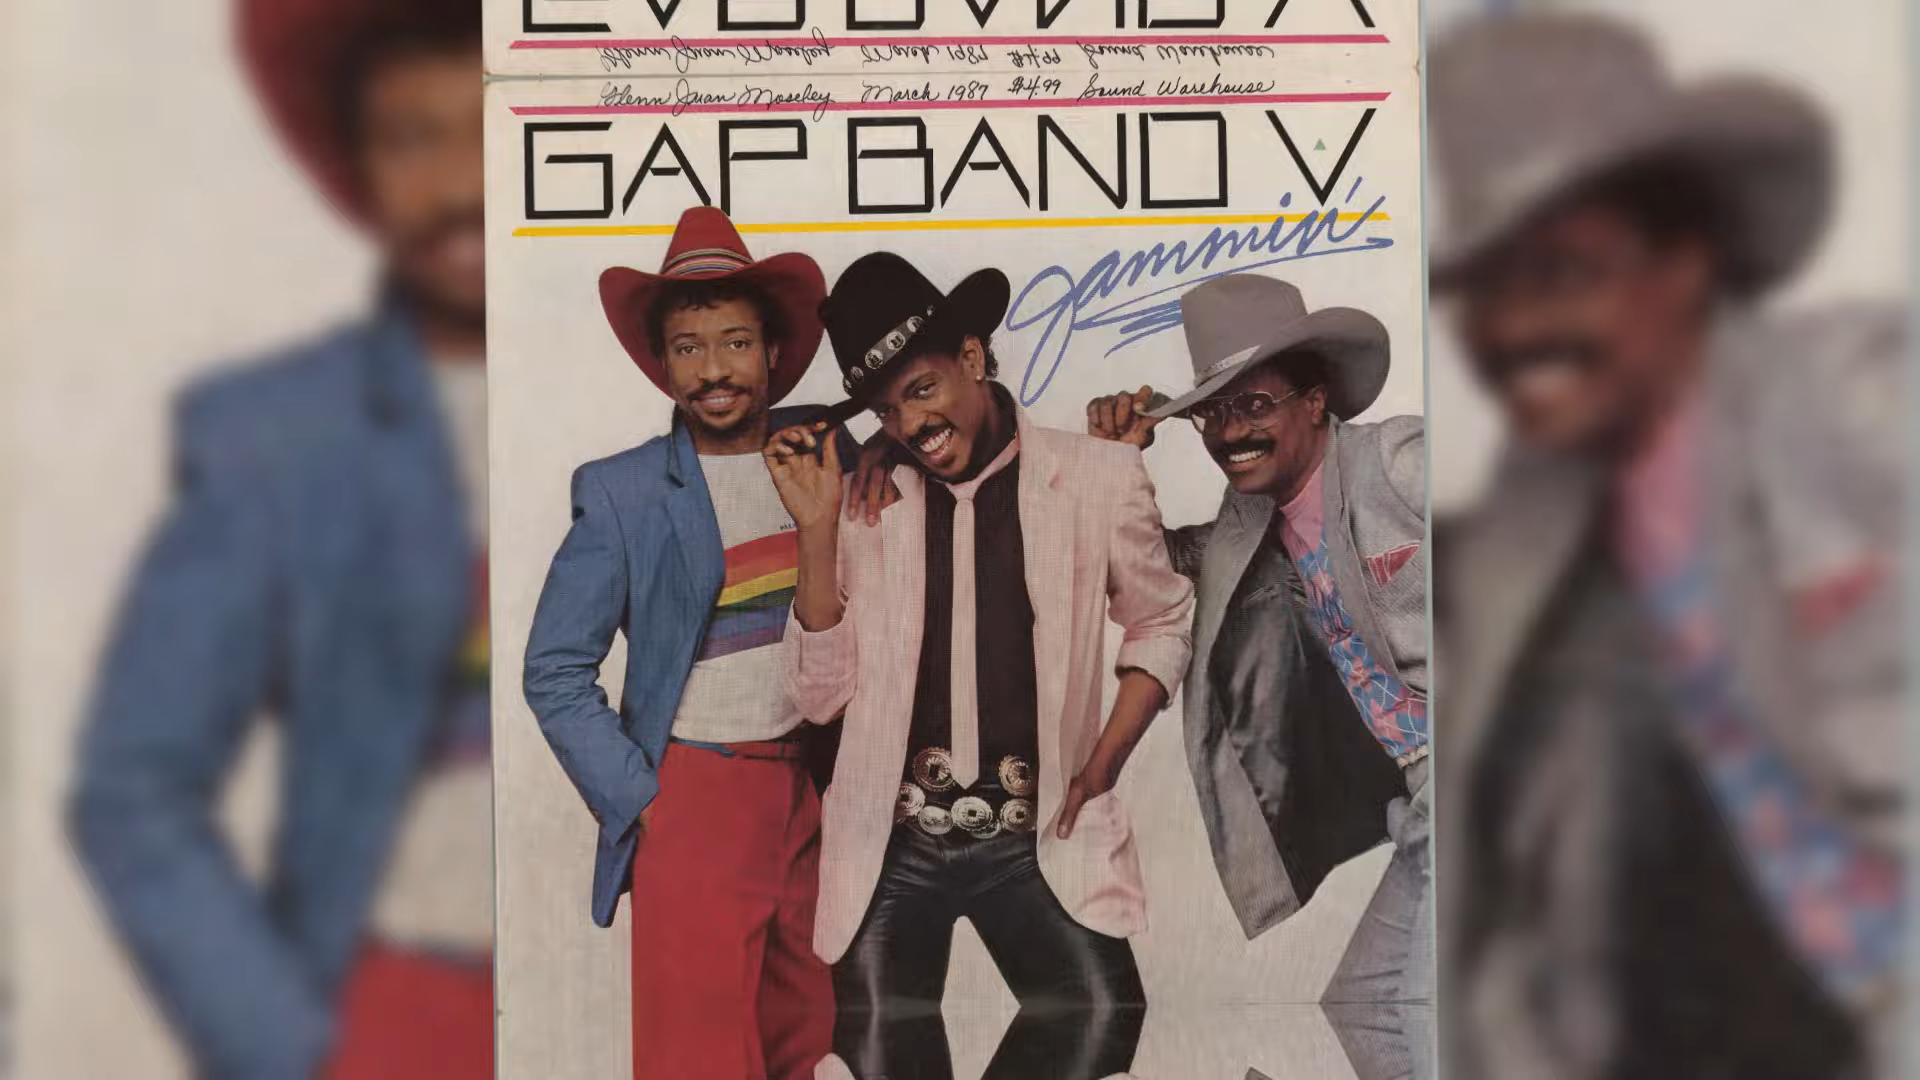 Glenn Juan Moseley March 1987 $4.99 Sound Warehouse
GAP BAND V
jammin'